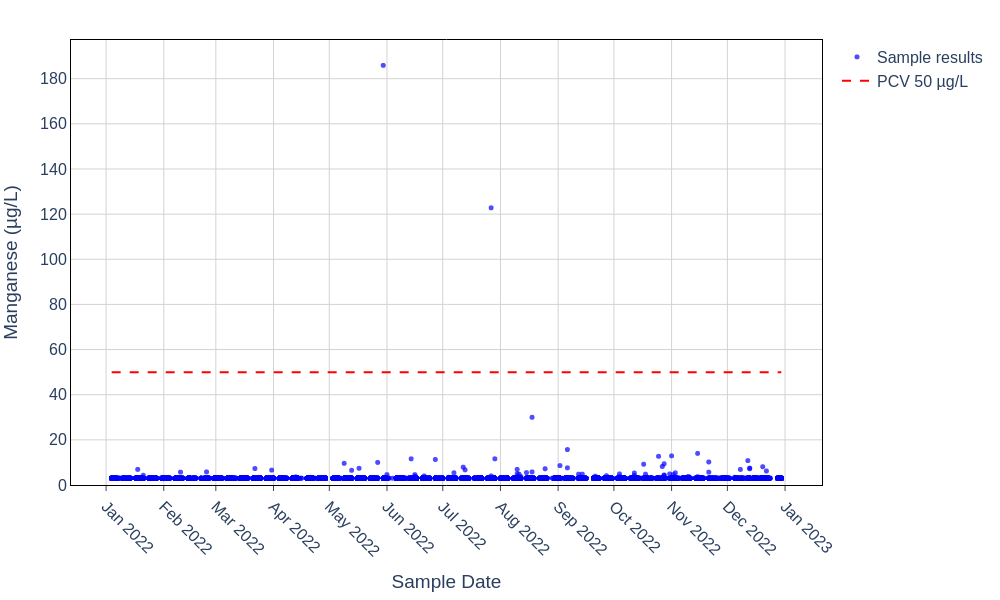 Sample results
PCV 50 µg/L
Manganese (µg/L)
180
160
140
120
100
80
60
40
20
0
Jan 2022
Feb 2022
Mar 2022
Apr 2022
May 2022
Jun 2022
Jul 2022
Aug 2022
Sep 2022
Oct 2022
Nov 2022
Dec 2022
Jan 2023
Sample Date